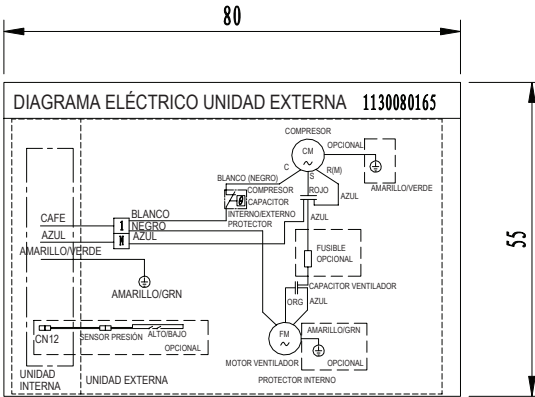 80
DIAGRAMA ELÉCTRICO UNIDAD EXTERNA 1130080165
COMPRESOR
OPCIONAL
CM
C
S
R(M)
BLANCO (NEGRO)
AMARILLO/VERDE
COMPRESOR
ROJO
AZUL
CAPACITOR
INTERNO/EXTERNO
PROTECTOR
CAFE
1
BLANCO
NEGRO
AZUL
AZUL
N
AZUL
AMARILLO/VERDE
FUSIBLE
OPCIONAL
55
AMARILLO/GRN
CAPACITOR VENTILADOR
ORG
AZUL
CN12
SENSOR PRESIÓN
ALTO/BAJO
OPCIONAL
FM
AMARILLO/GRN
MOTOR VENTILADOR
OPCIONAL
UNIDAD
INTERNA
UNIDAD EXTERNA
PROTECTOR INTERNO